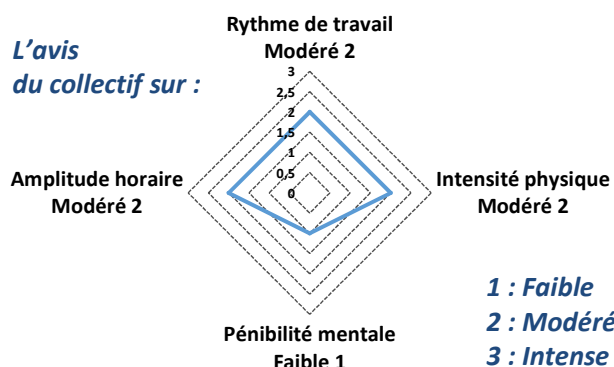 Rythme de travail
Modéré 2
L'avis
du collectif sur :
3
2,5
2
1,5
1
0,5
0
Amplitude horaire
Modéré 2
Intensité physique
Modéré 2
Pénibilité mentale
Faible 1
1 : Faible
2 : Modéré
3 : Intense